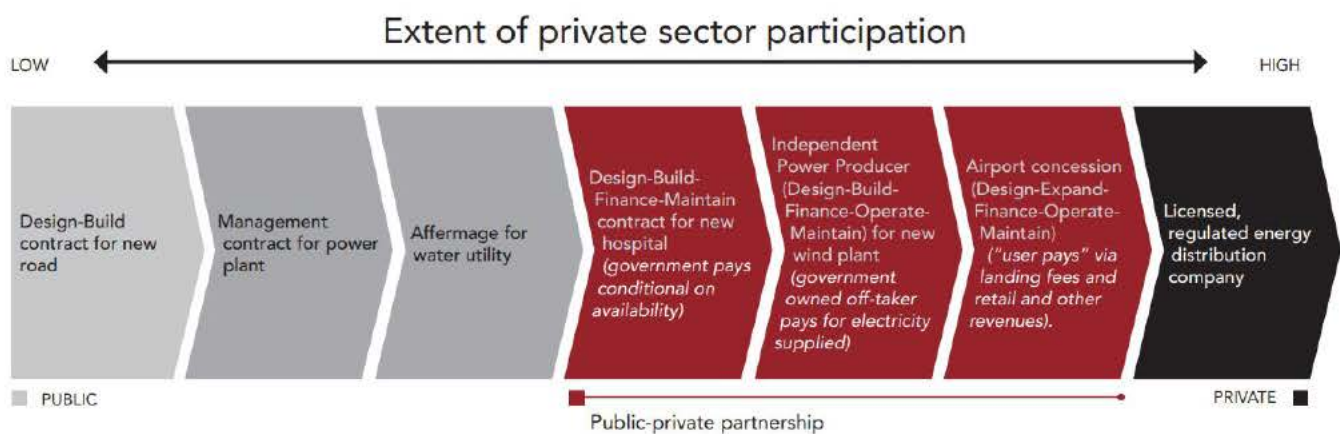 Extent of private sector participation
LOW
HIGH
Design-Build
contract for new
road
Management
contract for power
plant
Affermage for
water utility
Design-Build-
Finance-Maintain
contract for new
hospital
(government pays
conditional on
availability)
Independent
Power Producer
(Design-Build-
Finance-Operate-
Maintain) for new
wind plant
(government
owned off-taker
pays for electricity
supplied)
Airport concession
(Design-Expand-
Finance-Operate-
Maintain)
("user pays" via
landing fees and
retail and other
revenues).
Licensed,
regulated energy
distribution
company
PUBLIC
Public-private partnership
PRIVATE